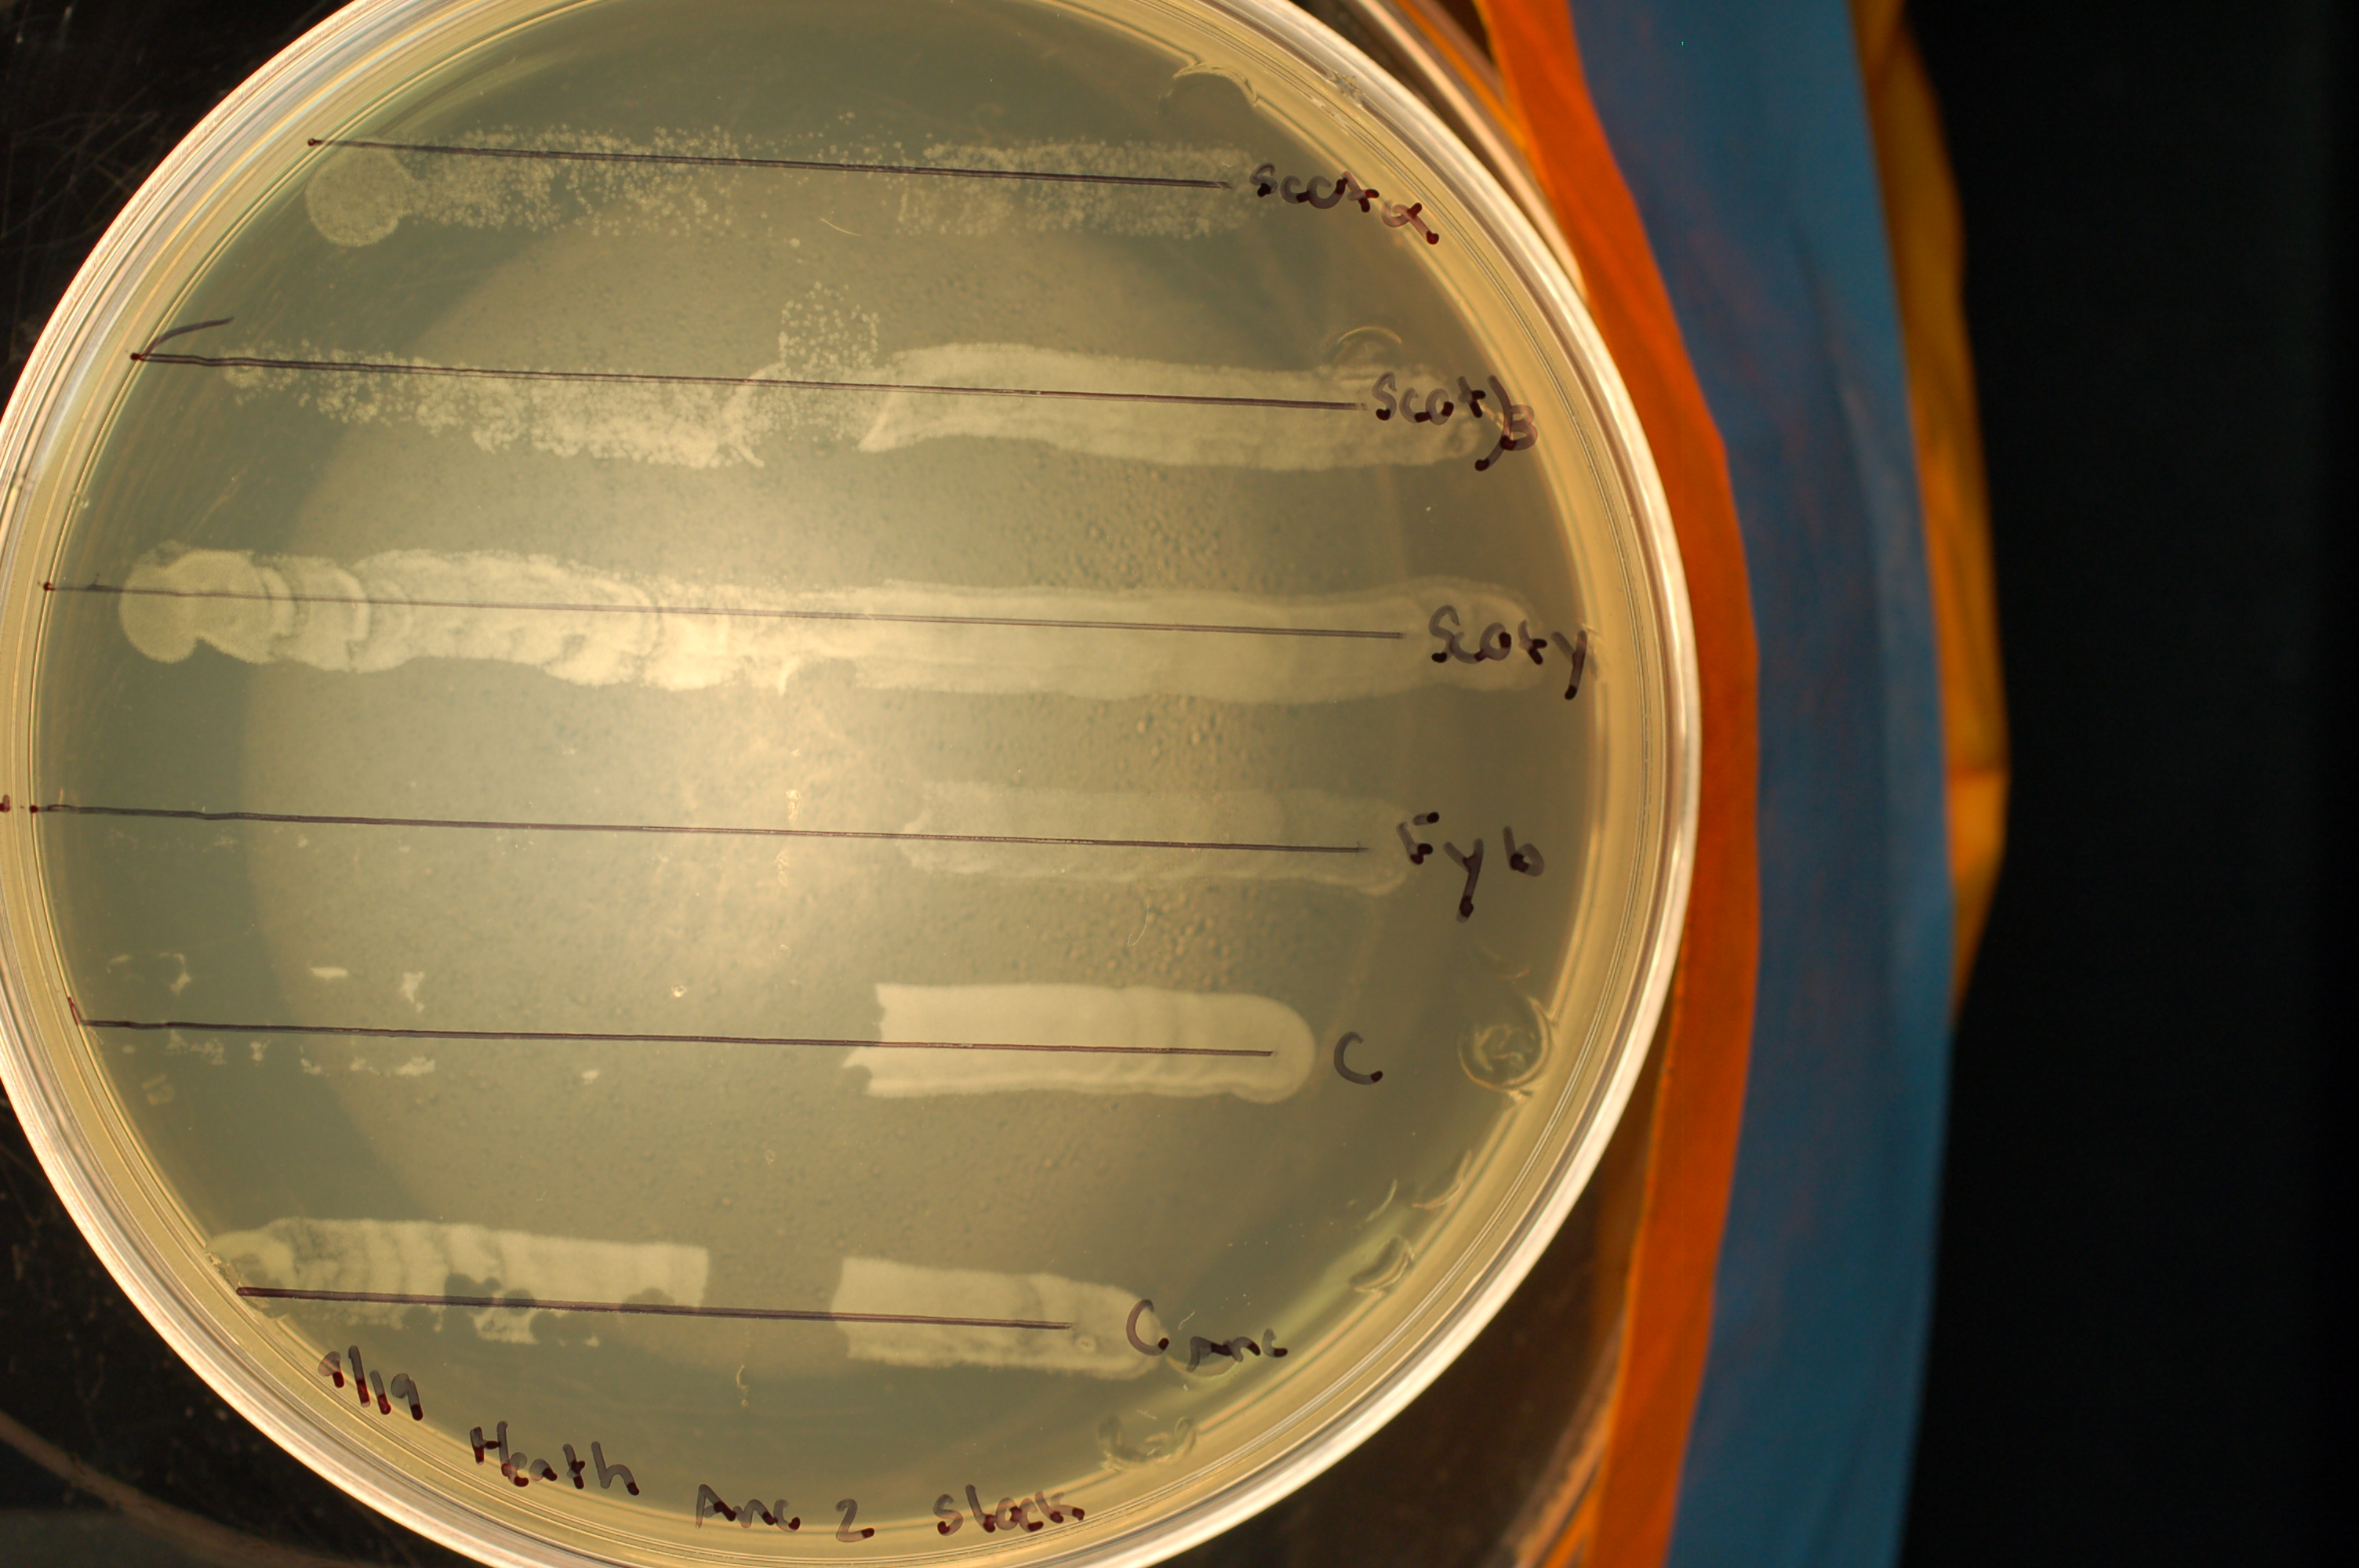 Scot α
Scot β
Scot γ
Fyb
C
C anc
9/19
Heath Anc 2 stock